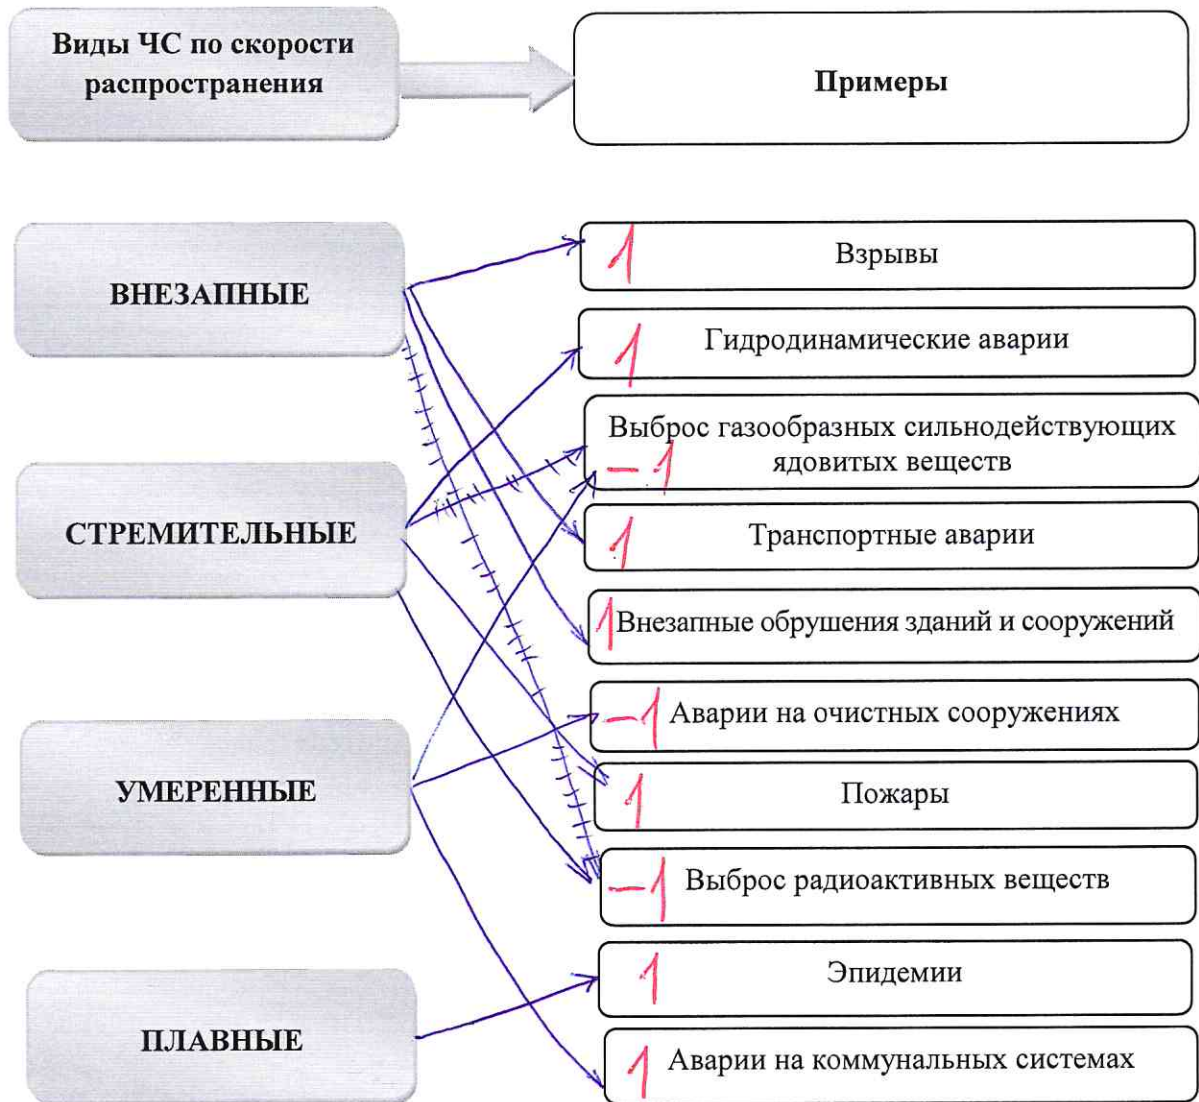 Виды ЧС по скорости
распространения
Примеры
ВНЕЗАПНЫЕ
СТРЕМИТЕЛЬНЫЕ
УМЕРЕННЫЕ
ПЛАВНЫЕ
1 Взрывы
1 Гидродинамические аварии
Выброс газообразных сильнодействующих
-1 ядовитых веществ
1 Транспортные аварии
1 Внезапные обрушения зданий и сооружений
-1 Аварии на очистных сооружениях
1 Пожары
-1 Выброс радиоактивных веществ
1 Эпидемии
1 Аварии на коммунальных системах